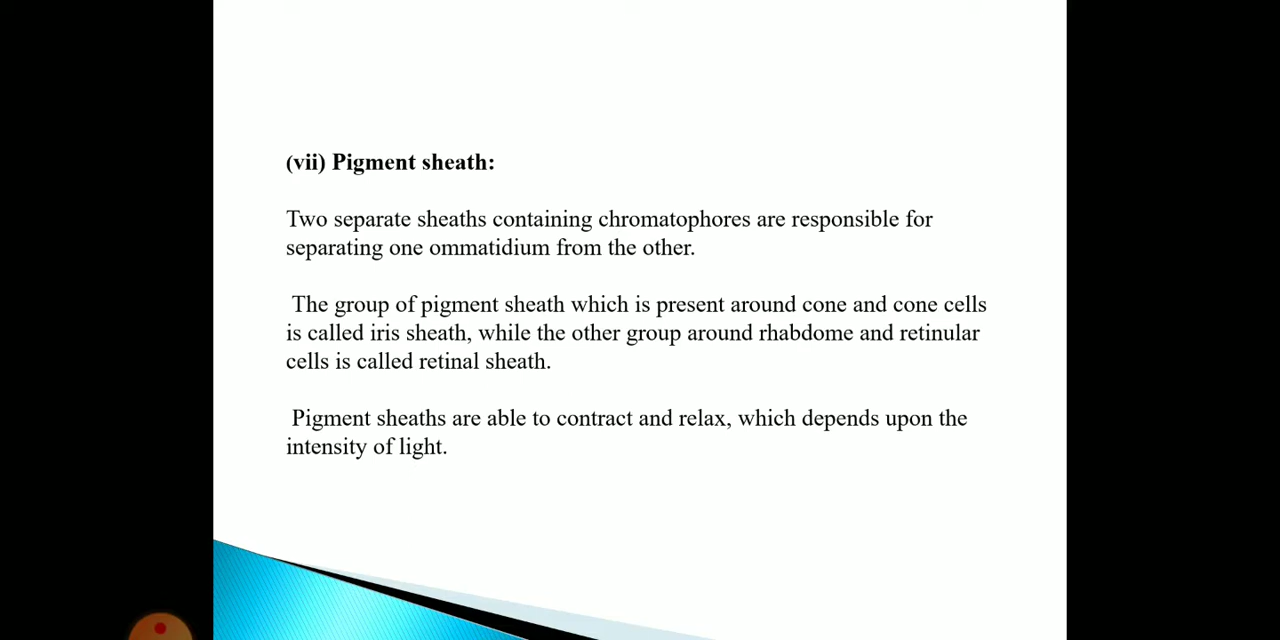 (vii) Pigment sheath:
Two separate sheaths containing chromatophores are responsible for
separating one ommatidium from the other.
The group of pigment sheath which is present around cone and cone cells
is called iris sheath, while the other group around rhabdome and retinular
cells is called retinal sheath.
Pigment sheaths are able to contract and relax, which depends upon the
intensity of light.